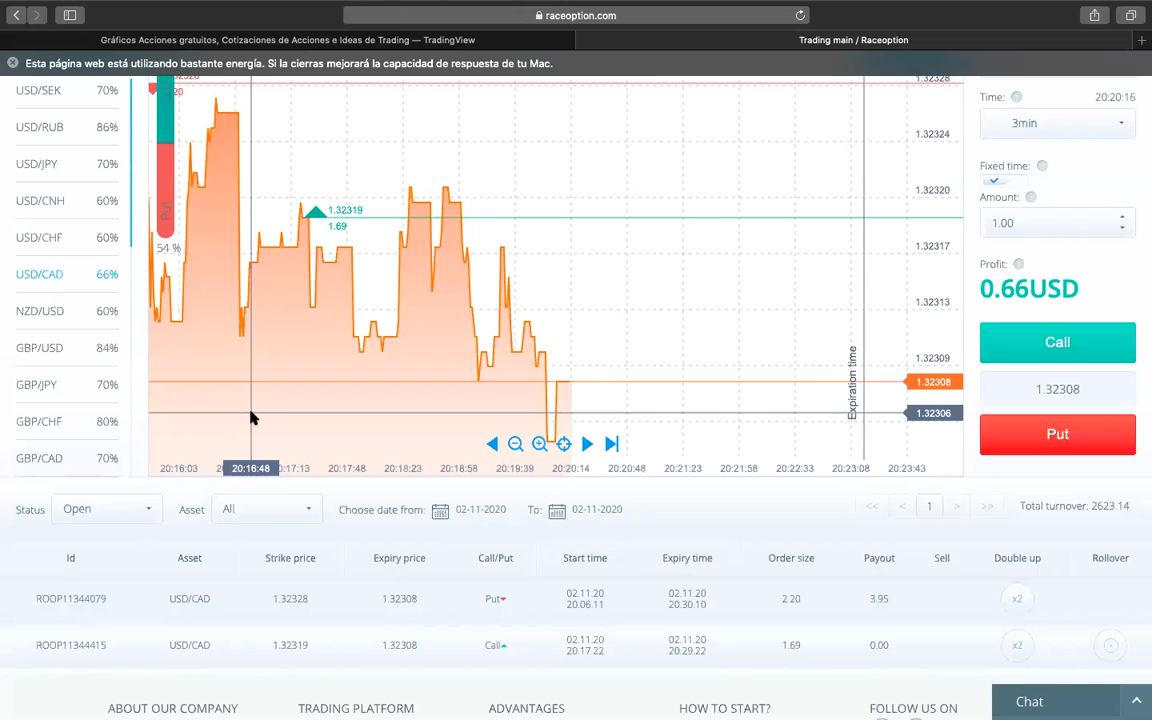 raceoption.com
Gráficos Acciones gratuitos, Cotizaciones de Acciones e Ideas de Trading — TradingView
Trading main / Raceoption
Esta página web está utilizando bastante energía. Si la cierras mejorará la capacidad de respuesta de tu Mac.
USD/SEK 70%
USD/RUB 86%
USD/JPY 70%
USD/CNH 60%
USD/CHF 60%
USD/CAD 66%
NZD/USD 60%
GBP/USD 84%
GBP/JPY 70%
GBP/CHF 80%
GBP/CAD 70%
Put
54 %
1.32319
1.69
Expiration time
1.32328
1.32324
1.32320
1.32317
1.32313
1.32309
1.32308
1.32306
20:16:03 20:16:48 20:17:13 20:17:48 20:18:23 20:18:58 20:19:39 20:20:14 20:20:48 20:21:23 20:21:58 20:22:33 20:23:08 20:23:43
Time: 20:20:16
3min
Fixed time:
Amount:
1.00
Profit:
0.66USD
Call
1.32308
Put
Status Open Asset All Choose date from: 02-11-2020 To: 02-11-2020 << < 1 > >> Total turnover: 2623.14
Id Asset Strike price Expiry price Call/Put Start time Expiry time Order size Payout Sell Double up Rollover
ROOP11344079 USD/CAD 1.32328 1.32308 Put 02.11.20 20.06.11 02.11.20 20.30.10 2.20 3.95 x2
ROOP11344415 USD/CAD 1.32319 1.32308 Call 02.11.20 20.17.22 02.11.20 20.29.22 1.69 0.00 x2
ABOUT OUR COMPANY TRADING PLATFORM ADVANTAGES HOW TO START? FOLLOW US ON
Chat